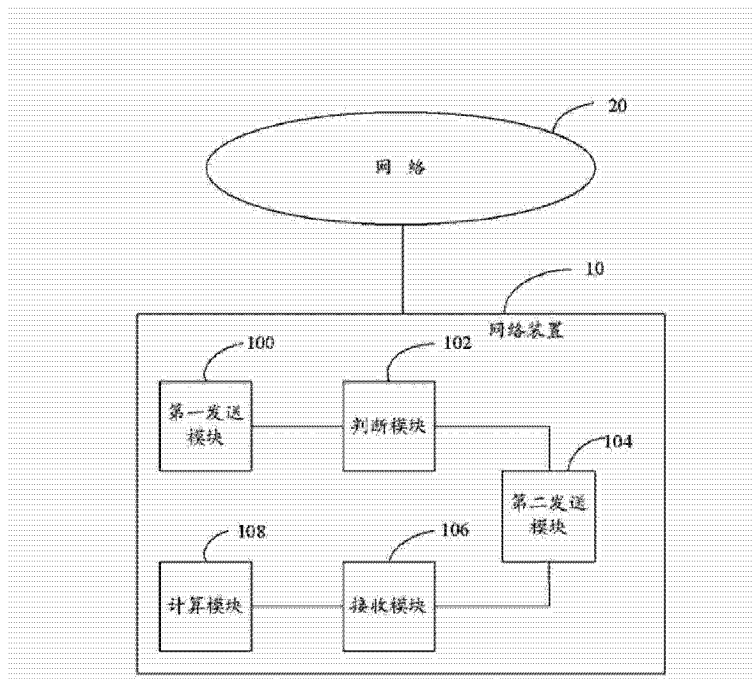 20
网 络
10
网络装置
100
102
第一发送
模块
判断模块
104
第二发送
模块
108
106
计算模块
接收模块